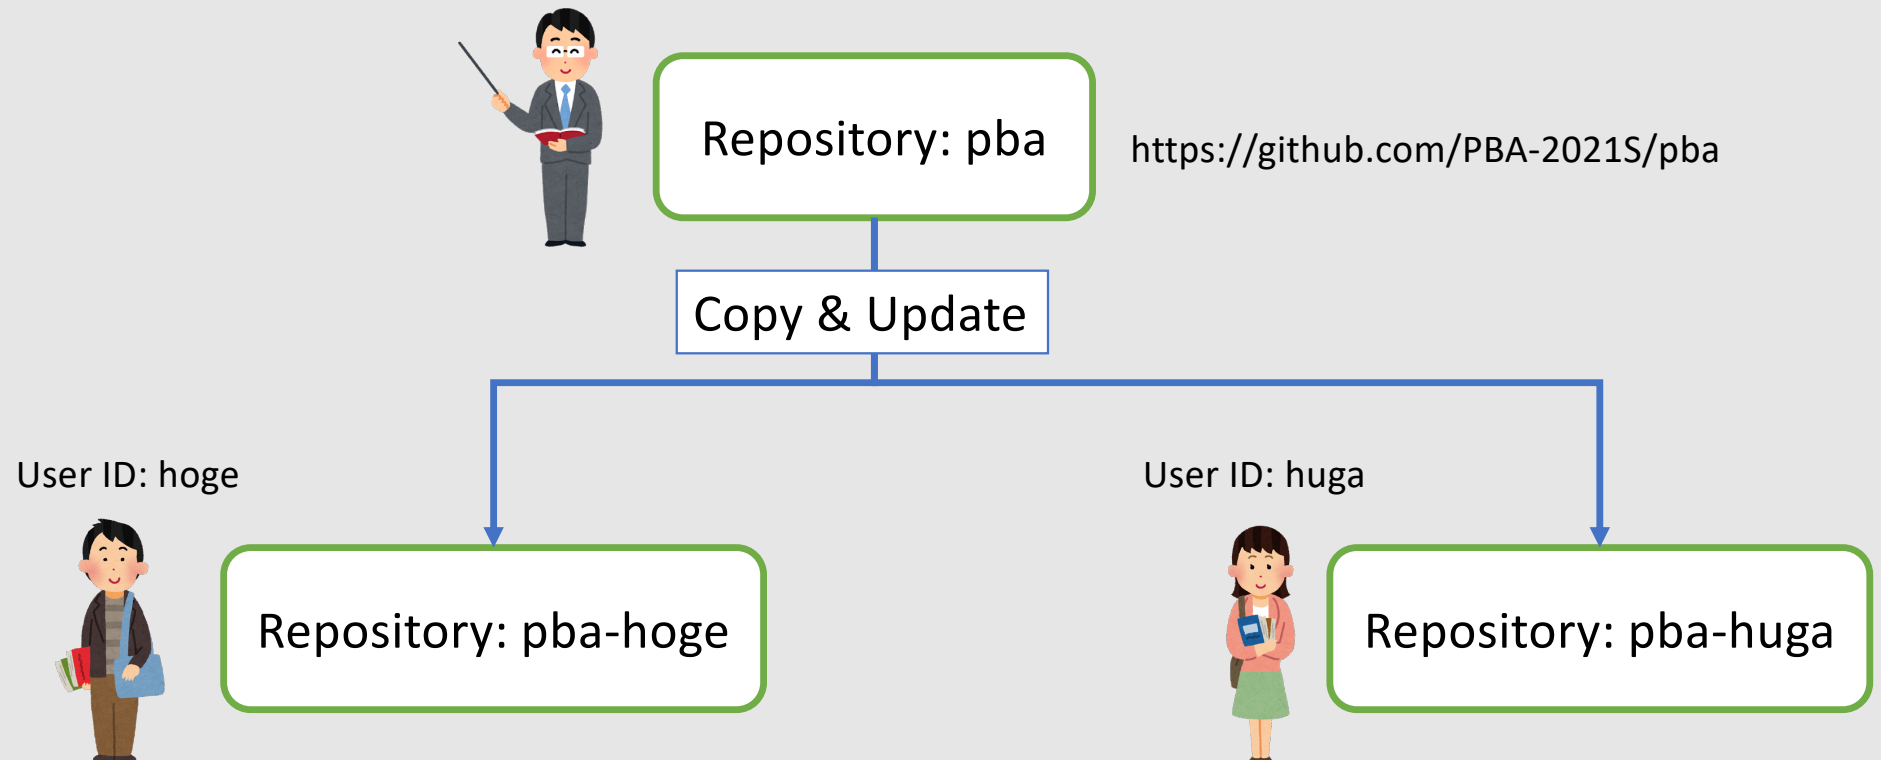 Repository: pba
https://github.com/PBA-2021S/pba
Copy & Update
User ID: hoge
User ID: huga
Repository: pba-hoge
Repository: pba-huga